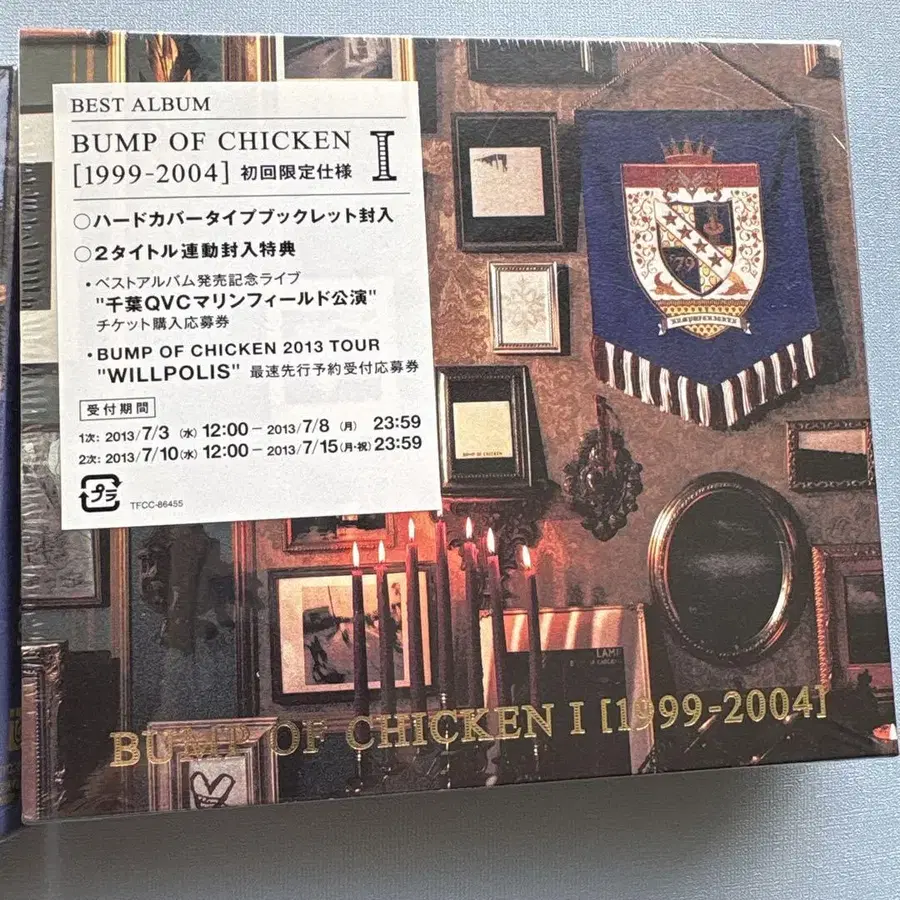 BEST ALBUM
BUMP OF CHICKEN I
[1999-2004] 初回限定仕様
○ハードカバータイプブックレット封入
○2タイトル連動封入特典
・ベストアルバム発売記念ライブ
"千葉QVCマリンフィールド公演"
チケット購入応募券
・BUMP OF CHICKEN 2013 TOUR
"WILLPOLIS" 最速先行予約受付応募券
受付期間
1次: 2013/7/3 (水) 12:00 – 2013/7/8 (月) 23:59
2次: 2013/7/10(水) 12:00 – 2013/7/15(月・祝) 23:59
プラ
TFCC-86455
'79
BUMP OF CHICKEN
LAMP
BUMP OF CHICKEN I [1999-2004]